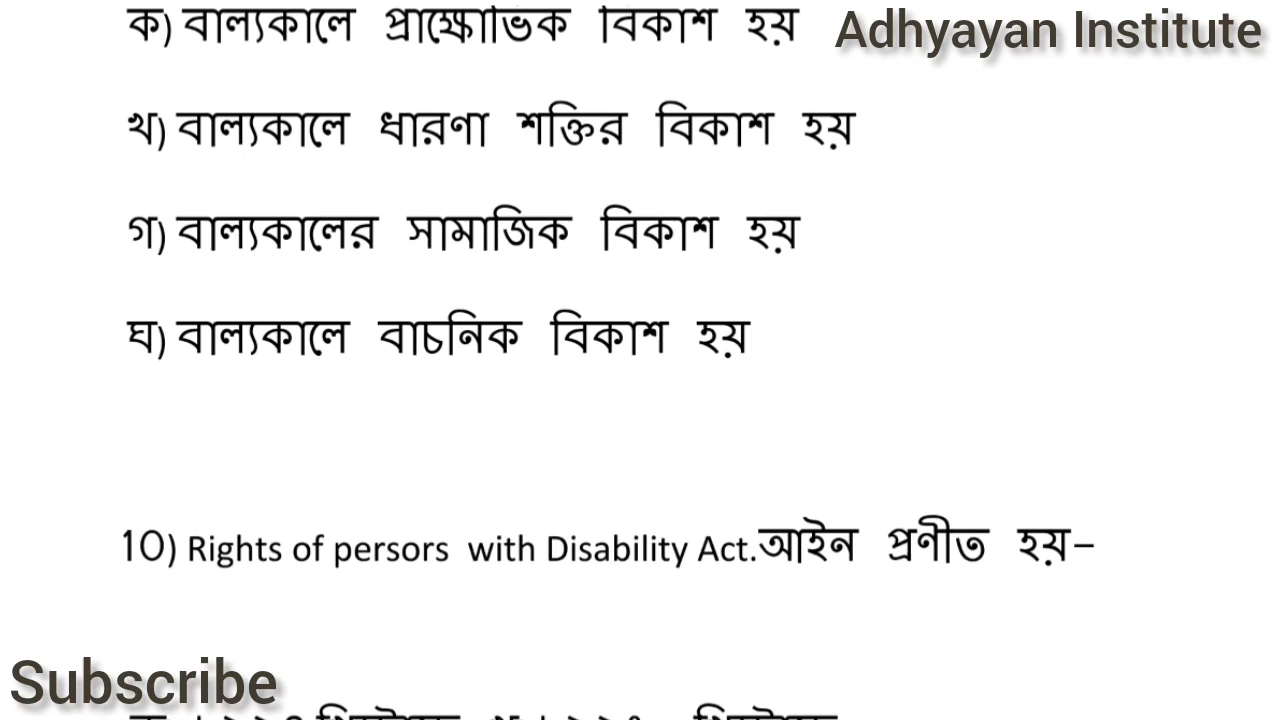 ক) বাল্যকালে প্রাক্ষোভিক বিকাশ হয় Adhyayan Institute
খ) বাল্যকালে ধারণা শক্তির বিকাশ হয়
গ) বাল্যকালের সামাজিক বিকাশ হয়
ঘ) বাল্যকালে বাচনিক বিকাশ হয়
10) Rights of persors with Disability Act.আইন প্রণীত হয়–
Subscribe